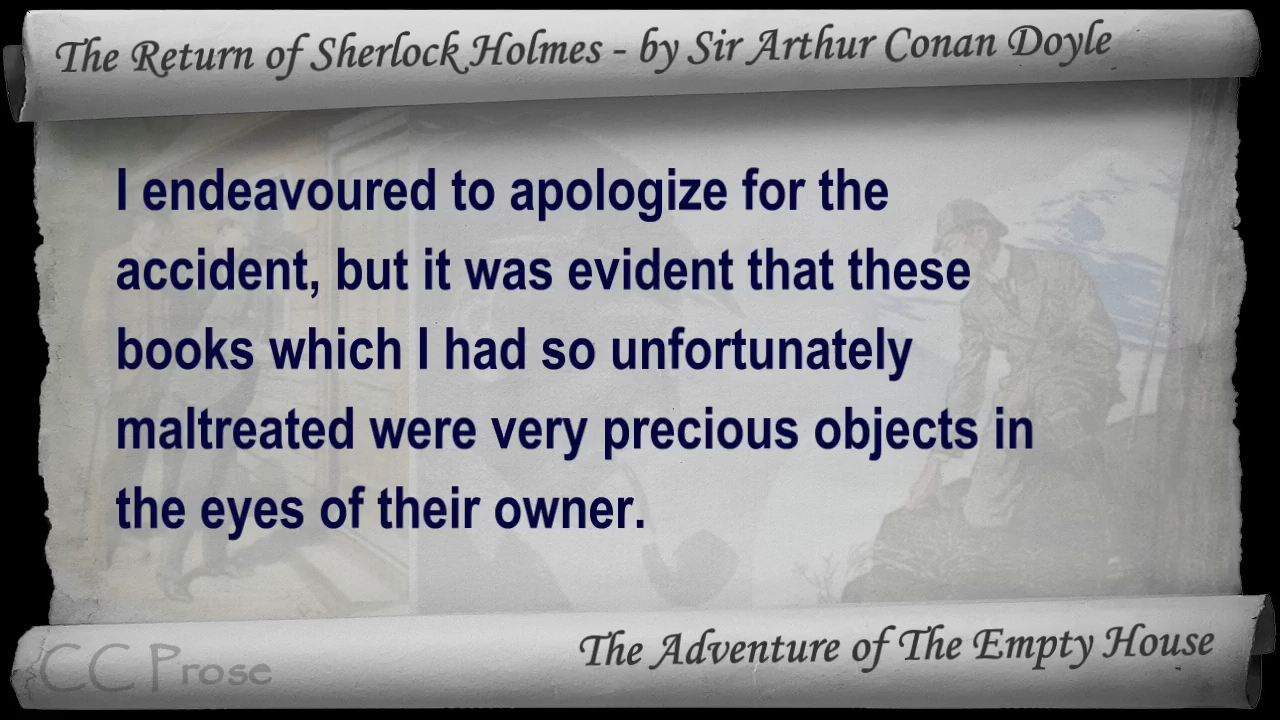 The Return of Sherlock Holmes - by Sir Arthur Conan Doyle
I endeavoured to apologize for the
accident, but it was evident that these
books which I had so unfortunately
maltreated were very precious objects in
the eyes of their owner.
The Adventure of The Empty House
CC Prose